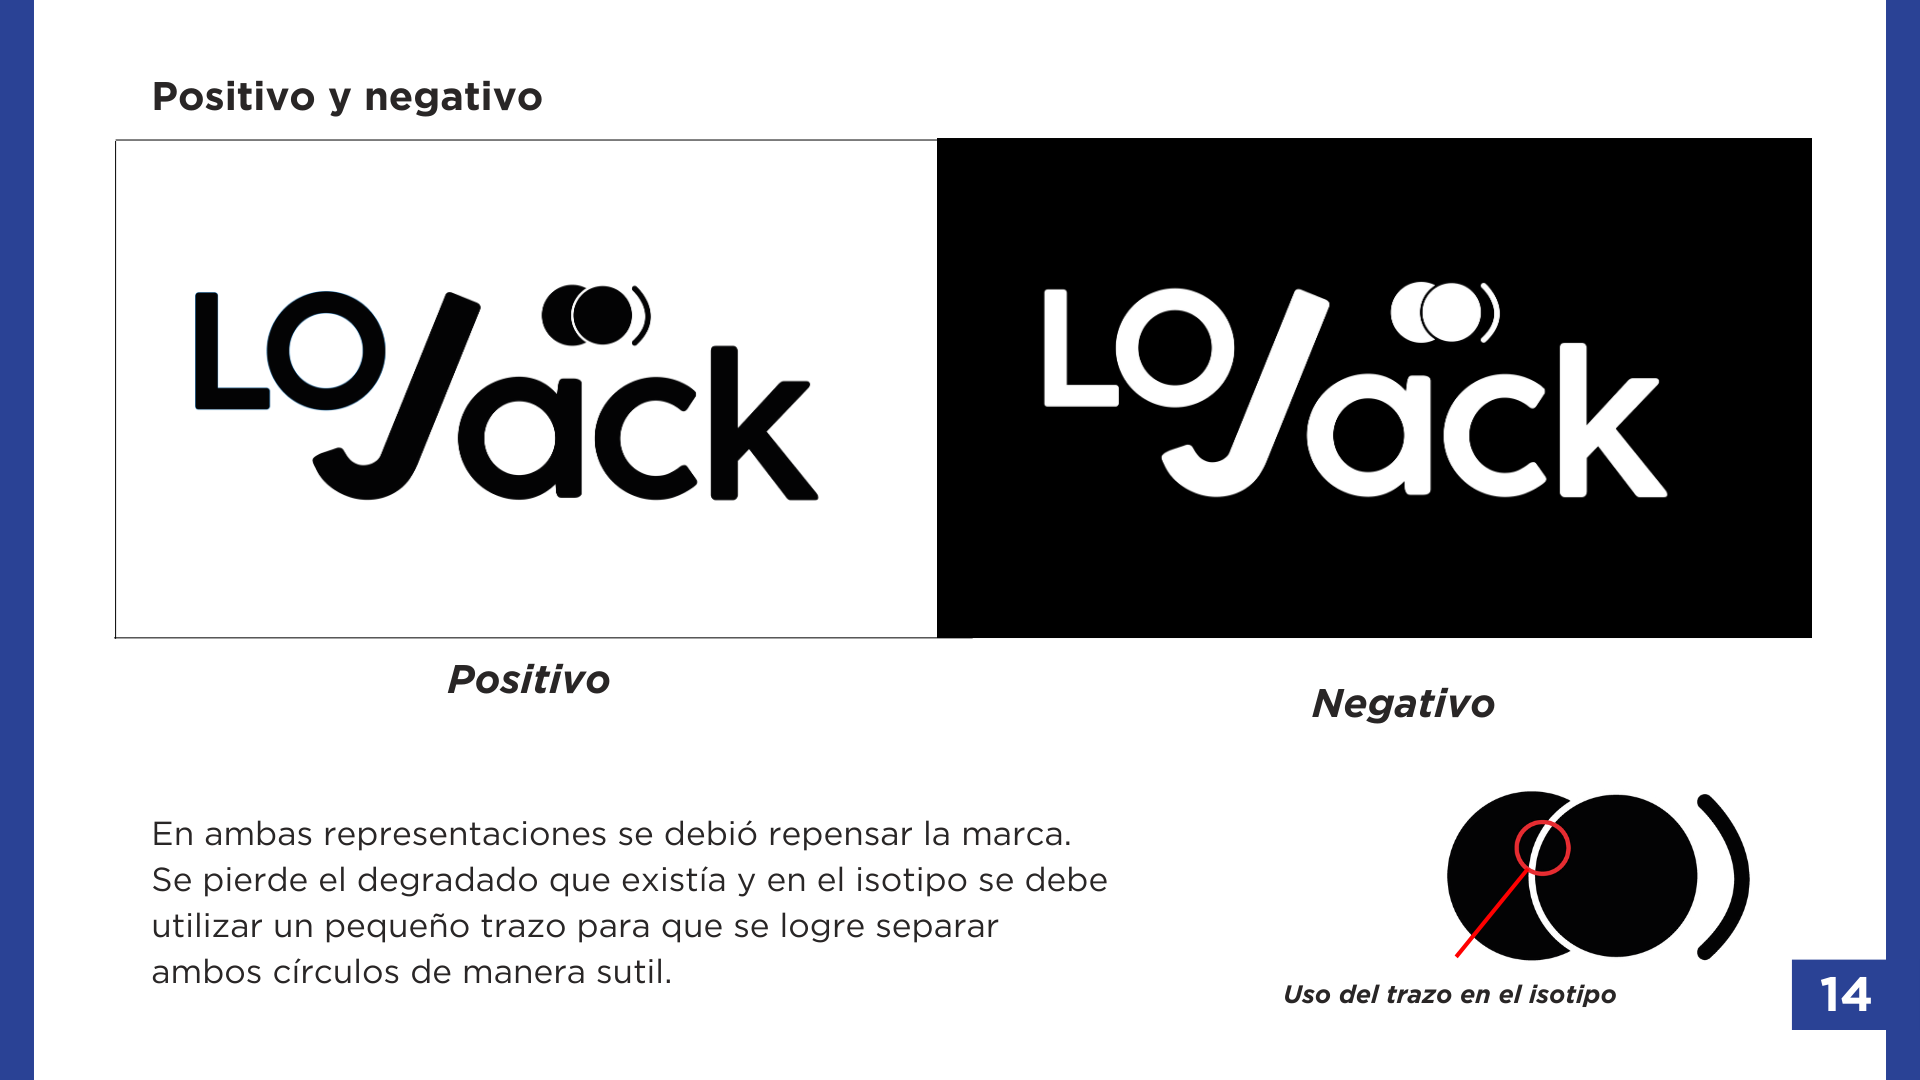 Positivo y negativo
LOJack
LOJack
Positivo
Negativo
En ambas representaciones se debió repensar la marca.
Se pierde el degradado que existía y en el isotipo se debe
utilizar un pequeño trazo para que se logre separar
ambos círculos de manera sutil.
Uso del trazo en el isotipo
14